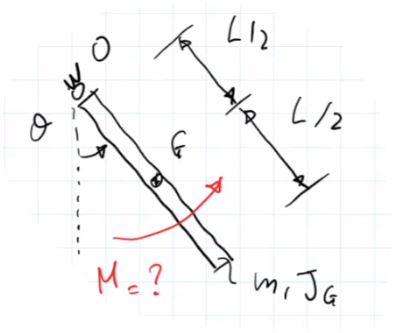 O
L/2
θ
L/2
G
M = ?
m, J_G